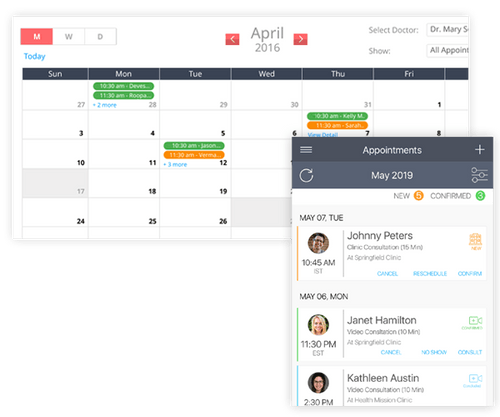 M W D
April
2016
Select Doctor: Dr. Mary S
Today
Show: All Appoint
Sun Mon Tue Wed Thu Fri
10:30 am - Deves...
11:30 am - Roopa...
27 + 2 more 28 29 30 31 1
10:30 am - Kelly M.
11:30 am - Sarah..
3 4 5 6 View Detail 7 8
10:30 am - Jason...
11:30 am - Verma..
10 11 + 3 more 12
17 18 19
24 25 26
Appointments
May 2019
NEW 5 CONFIRMED 3
MAY 07, TUE
Johnny Peters
Clinic Consultation (15 Min)
At Springfield Clinic
10:45 AM
IST
NEW
CANCEL RESCHEDULE CONFIRM
MAY 06, MON
Janet Hamilton
Video Consltation (10 Min)
At Springfield Clinic
11:30 PM
EST
CANCEL NO SHOW CONSULT
Kathleen Austin
Video Consltation (10 Min)
At Health Mission Clinic
2:30 PM